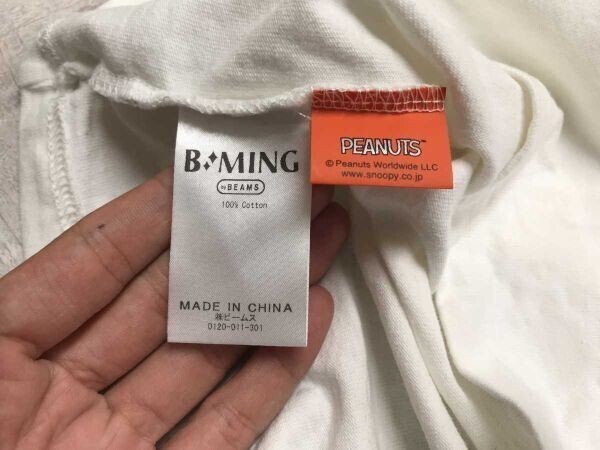 B✦✦MING
by BEAMS
100% Cotton
MADE IN CHINA
㈱ビームス
0120-011-301
PEANUTS™
© Peanuts Worldwide LLC
www.snoopy.co.jp